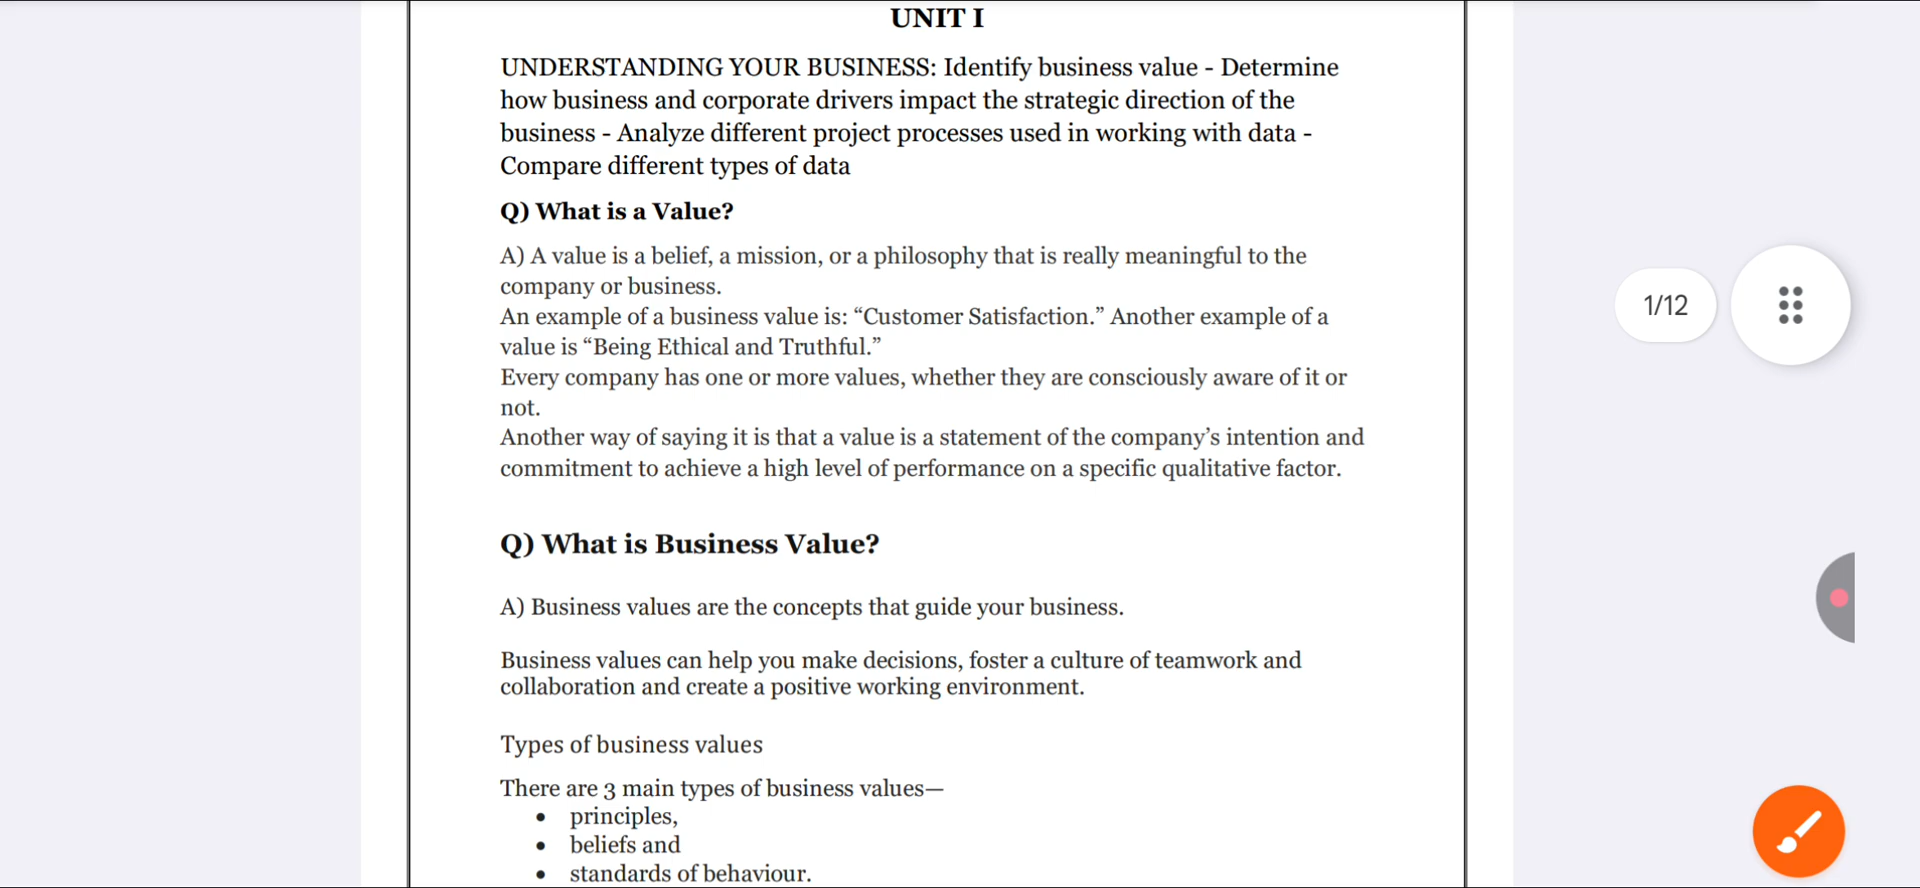 UNIT I
UNDERSTANDING YOUR BUSINESS: Identify business value - Determine
how business and corporate drivers impact the strategic direction of the
business - Analyze different project processes used in working with data -
Compare different types of data
Q) What is a Value?
A) A value is a belief, a mission, or a philosophy that is really meaningful to the
company or business.
An example of a business value is: “Customer Satisfaction.” Another example of a
value is “Being Ethical and Truthful.”
Every company has one or more values, whether they are consciously aware of it or
not.
Another way of saying it is that a value is a statement of the company’s intention and
commitment to achieve a high level of performance on a specific qualitative factor.
Q) What is Business Value?
A) Business values are the concepts that guide your business.
Business values can help you make decisions, foster a culture of teamwork and
collaboration and create a positive working environment.
Types of business values
There are 3 main types of business values—
• principles,
• beliefs and
• standards of behaviour.
1/12